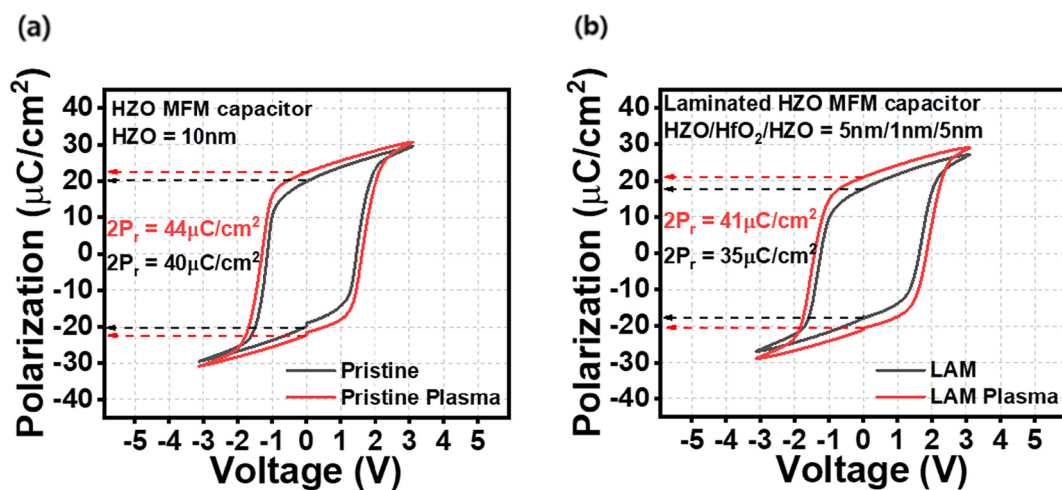 (a)
HZO MFM capacitor
HZO = 10nm
2Pr = 44μC/cm²
2Pr = 40μC/cm²
Pristine
Pristine Plasma
Polarization (μC/cm²)
40
30
20
10
0
-10
-20
-30
-40
-5 -4 -3 -2 -1 0 1 2 3 4 5
Voltage (V)
(b)
Laminated HZO MFM capacitor
HZO/HfO₂/HZO = 5nm/1nm/5nm
2Pr = 41μC/cm²
2Pr = 35μC/cm²
LAM
LAM Plasma
Polarization (μC/cm²)
40
30
20
10
0
-10
-20
-30
-40
-5 -4 -3 -2 -1 0 1 2 3 4 5
Voltage (V)